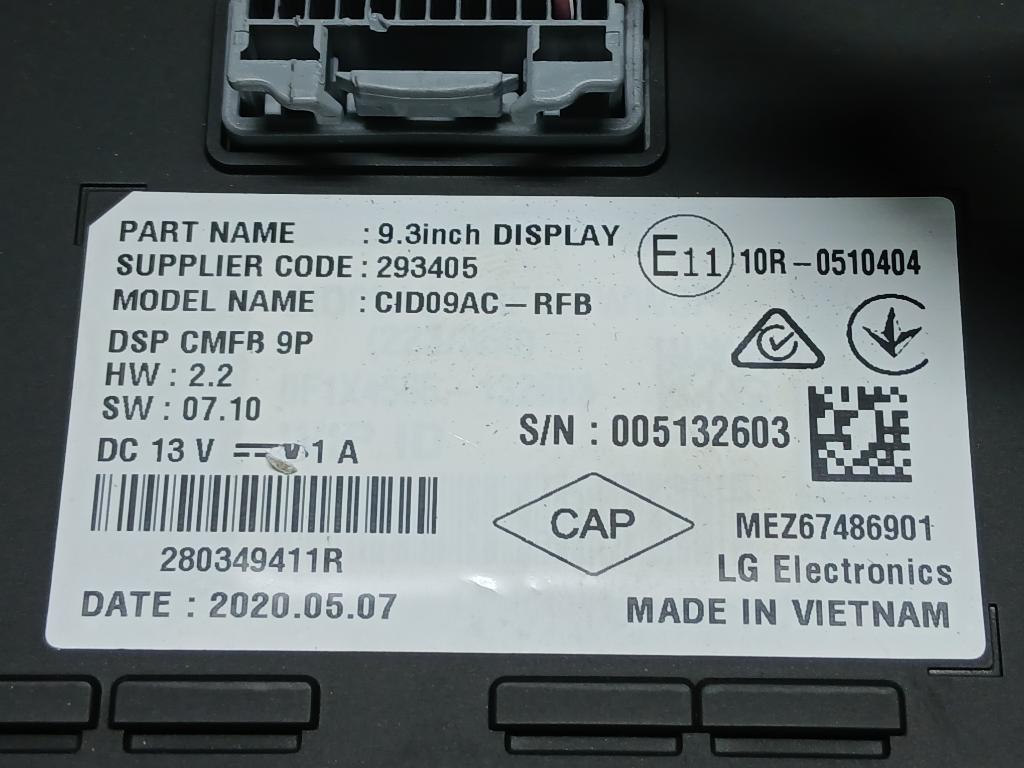 PART NAME : 9.3inch DISPLAY
E11 10R-0510404
SUPPLIER CODE : 293405
MODEL NAME : CID09AC-RFB
DSP CMFB 9P
HW : 2.2
SW : 07.10
S/N : 005132603
DC 13 V 1 A
CAP
MEZ67486901
280349411R
LG Electronics
DATE : 2020.05.07
MADE IN VIETNAM